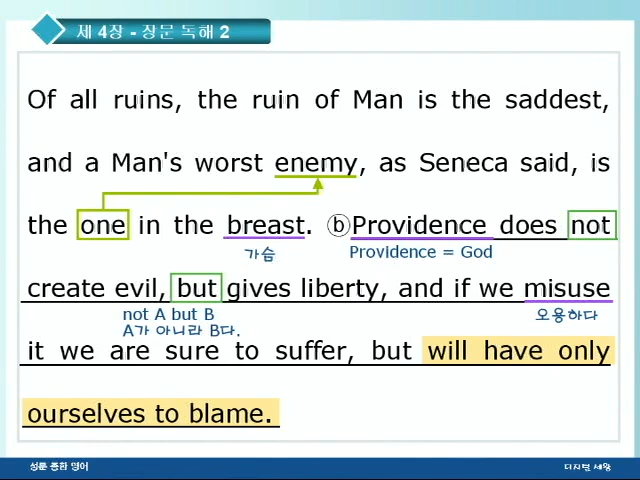 제 4장 - 장문 독해 2
Of all ruins, the ruin of Man is the saddest,
and a Man's worst enemy, as Seneca said, is
the one in the breast. ⓑProvidence does not
가슴
Providence = God
create evil, but gives liberty, and if we misuse
not A but B
A가 아니라 B다.
오용하다
it we are sure to suffer, but will have only
ourselves to blame.
성문 종합 영어
디지털 세왕